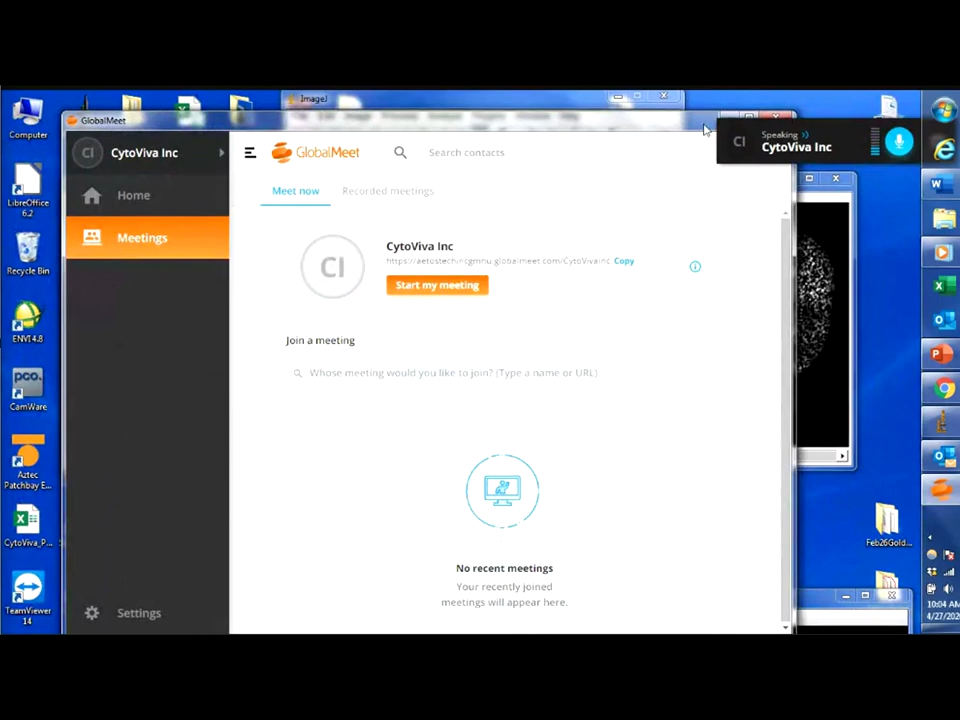 ImageJ
GlobalMeet
Computer
LibreOffice
6.2
Recycle Bin
ENVI 4.8
pco.
CamWare
Aztec
Patchbay E...
CytoViva_P...
TeamViewer
14
CI
CytoViva Inc
Home
Meetings
Settings
GlobalMeet
Search contacts
Meet now
Recorded meetings
CI
CytoViva Inc
Copy
Start my meeting
Join a meeting
Whose meeting would you like to join? (Type a name or URL)
No recent meetings
Your recently joined
meetings will appear here.
CI
Speaking
CytoViva Inc
Feb26Gold...
10:04 AM